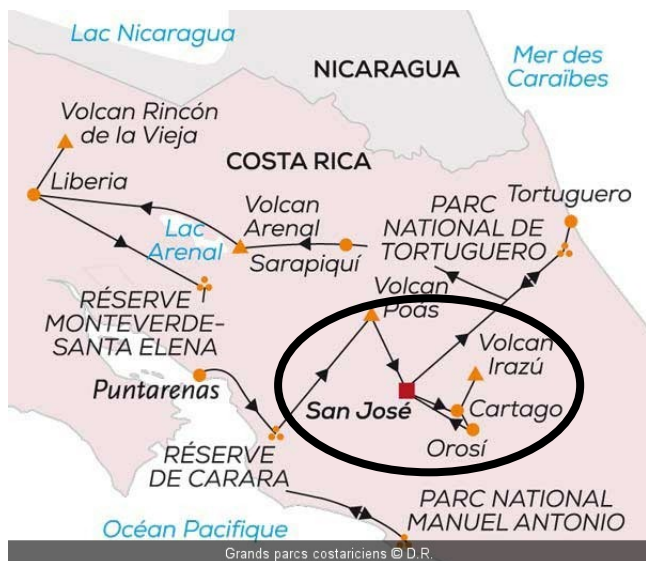 Lac Nicaragua
NICARAGUA
Mer des
Caraïbes
Volcan Rincón
de la Vieja
COSTA RICA
Liberia
Volcan
Arenal
Lac
Arenal
Sarapiquí
PARC
NATIONAL DE
TORTUGUERO
Tortuguero
RÉSERVE
MONTEVERDE-
SANTA ELENA
Volcan
Poás
Volcan
Irazú
Puntarenas
San José
Cartago
Orosí
RÉSERVE
DE CARARA
PARC NATIONAL
MANUEL ANTONIO
Océan Pacifique
Grands parcs costariciens © D.R.